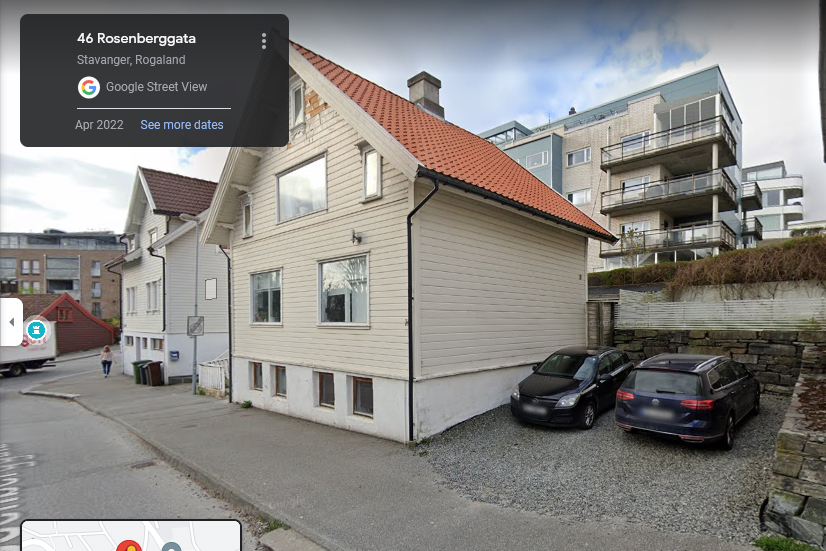 46 Rosenberggata
Stavanger, Rogaland
Google Street View
Apr 2022
See more dates